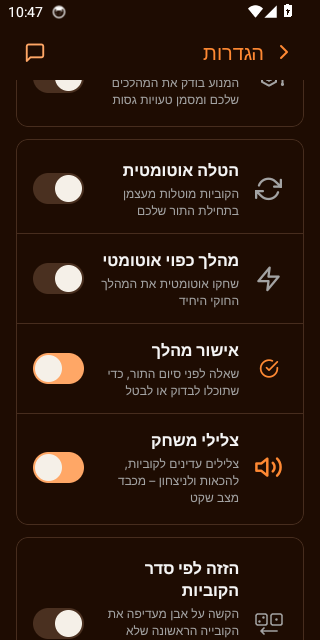 10:47
הגדרות
המנוע בודק את המהלכים
שלכם ומסמן טעויות גסות
הטלה אוטומטית
הקוביות מוטלות מעצמן
בתחילת התור שלכם
מהלך כפוי אוטומטי
שחקו אוטומטית את המהלך
החוקי היחיד
אישור מהלך
שאלה לפני סיום התור, כדי
שתוכלו לבדוק או לבטל
צלילי משחק
צלילים עדינים לקוביות,
להכאות ולניצחון – מכבד
מצב שקט
הזזה לפי סדר
הקוביות
הקשה על אבן מעדיפה את
הקובייה הראשונה שלא